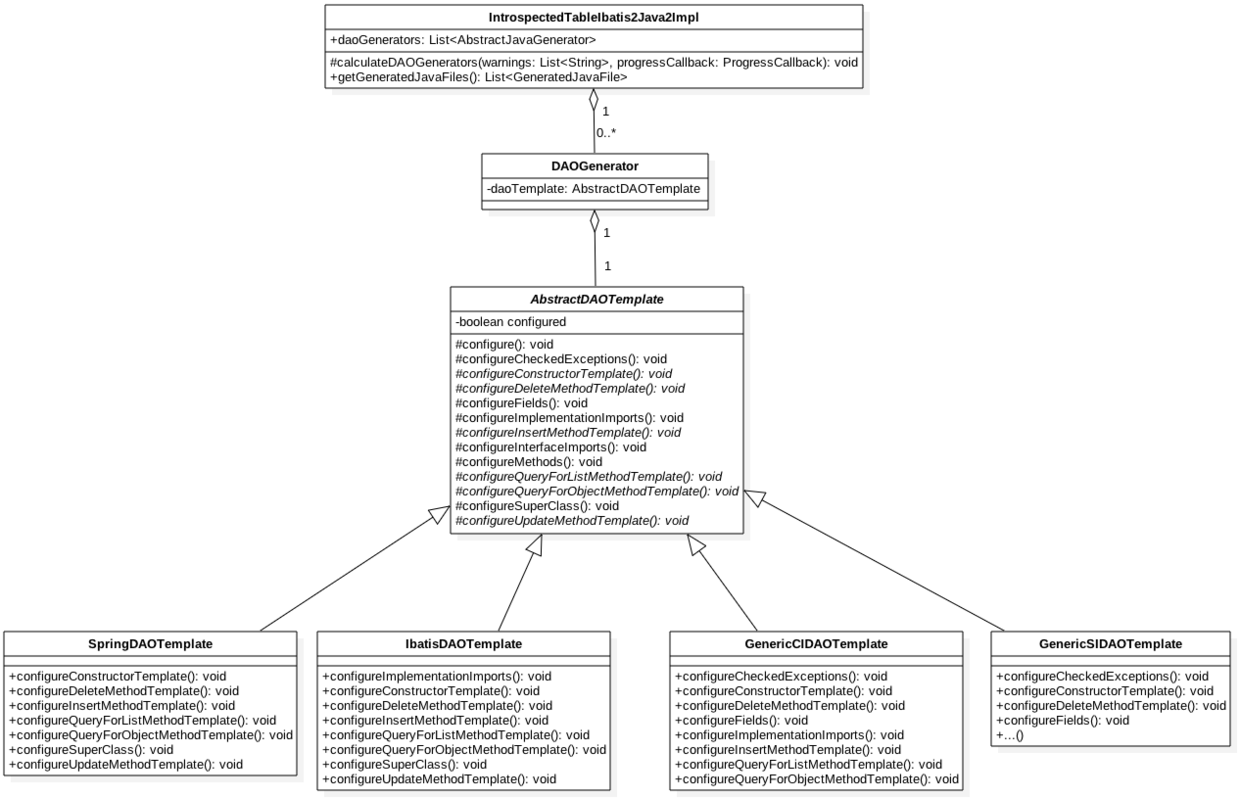 IntrospectedTableIbatis2Java2Impl
+daoGenerators: List<AbstractJavaGenerator>
#calculateDAOGenerators(warnings: List<String>, progressCallback: ProgressCallback): void
+getGeneratedJavaFiles(): List<GeneratedJavaFile>
1
0..*
DAOGenerator
-daoTemplate: AbstractDAOTemplate
1
1
AbstractDAOTemplate
-boolean configured
#configure(): void
#configureCheckedExceptions(): void
#configureConstructorTemplate(): void
#configureDeleteMethodTemplate(): void
#configureFields(): void
#configureImplementationImports(): void
#configureInsertMethodTemplate(): void
#configureInterfaceImports(): void
#configureMethods(): void
#configureQueryForListMethodTemplate(): void
#configureQueryForObjectMethodTemplate(): void
#configureSuperClass(): void
#configureUpdateMethodTemplate(): void
SpringDAOTemplate
+configureConstructorTemplate(): void
+configureDeleteMethodTemplate(): void
+configureInsertMethodTemplate(): void
+configureQueryForListMethodTemplate(): void
+configureQueryForObjectMethodTemplate(): void
+configureSuperClass(): void
+configureUpdateMethodTemplate(): void
IbatisDAOTemplate
+configureImplementationImports(): void
+configureConstructorTemplate(): void
+configureDeleteMethodTemplate(): void
+configureInsertMethodTemplate(): void
+configureQueryForListMethodTemplate(): void
+configureQueryForObjectMethodTemplate(): void
+configureSuperClass(): void
+configureUpdateMethodTemplate(): void
GenericCIDAOTemplate
+configureCheckedExceptions(): void
+configureConstructorTemplate(): void
+configureDeleteMethodTemplate(): void
+configureFields(): void
+configureImplementationImports(): void
+configureInsertMethodTemplate(): void
+configureQueryForListMethodTemplate(): void
+configureQueryForObjectMethodTemplate(): void
GenericSIDAOTemplate
+configureCheckedExceptions(): void
+configureConstructorTemplate(): void
+configureDeleteMethodTemplate(): void
+configureFields(): void
+...()